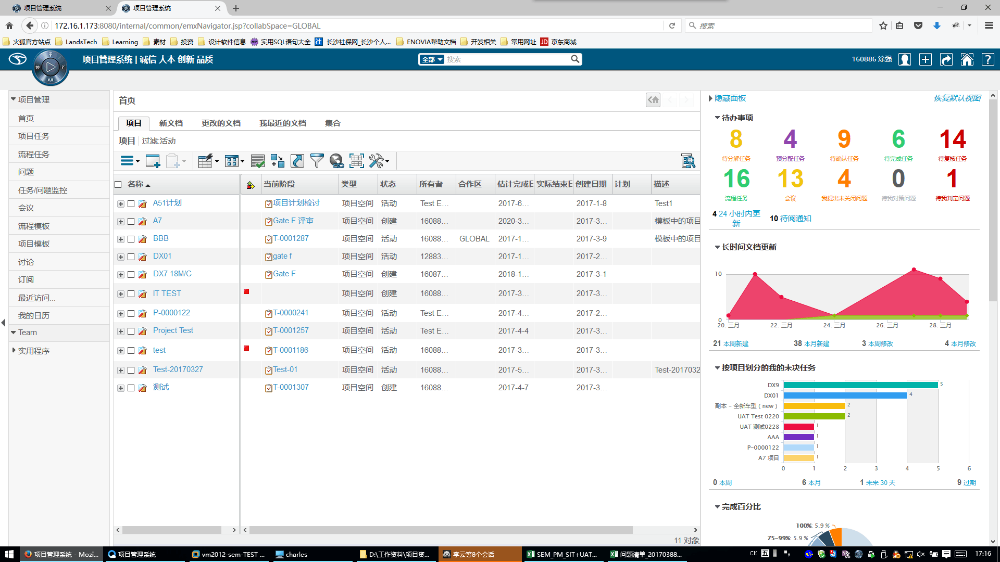 项目管理系统
项目管理系统
172.16.1.173:8080/internal/common/emxNavigator.jsp?collabSpace=GLOBAL
搜索
火狐官方站点 LandsTech Learning 素材 投资 设计软件信息 实用SQL语句大全 长沙社保网_长沙个人... ENOVIA帮助文档 开发相关 常用网址 JD 京东商城
项目管理系统 | 诚信 人本 创新 品质
全部 搜索
160886 涂强
3D V.R
项目管理
首页
项目任务
流程任务
问题
任务/问题监控
会议
流程模板
项目模板
讨论
订阅
最近访问...
我的日历
Team
实用程序
首页
项目 新文档 更改的文档 我最近的文档 集合
项目 过滤:活动
名称 当前阶段 类型 状态 所有者 合作区 估计完成日 实际结束日 创建日期 计划 描述
A51计划 项目计划检讨 项目空间 活动 Test E... 2017-6... 2017-1-8 Test1
A7 Gate F 评审 项目空间 创建 16088... 2020-3... 2017-3... 模板中的项目
BBB T-0001287 项目空间 活动 16088... GLOBAL 2017-1... 2017-3-9 模板中的项目
DX01 gate f 项目空间 活动 12883... 2017-1... 2017-2...
DX7 18M/C Gate F 项目空间 创建 16087... 2018-1... 2017-3-1
IT TEST 项目空间 创建 16088... 2017-3... 2017-3...
P-0000122 T-0000241 项目空间 活动 Test E... 2017-4... 2017-2...
Project Test T-0001257 项目空间 活动 Test E... 2017-4-4 2017-3...
test T-0001186 项目空间 活动 16088... 2017-3... 2017-3...
Test-20170327 Test-01 项目空间 活动 16088... 2017-5... 2017-3... Test-2017032
测试 T-0001307 项目空间 创建 16088... 2017-4-7 2017-3...
11 对象
隐藏面板 恢复默认视图
待办事项
8 4 9 6 14
待分解任务 预分配任务 待确认任务 待完成任务 待复核任务
16 13 4 0 1
流程任务 会议 我提出未关闭问题 待我对策问题 待我判定问题
4 24 小时内更新 10 待阅通知
长时间文档更新
10
0
20. 三月 22. 三月 24. 三月 26. 三月 28. 三月
21 本周新建 38 本月新建 3 本周修改 4 本月修改
按项目划分的我的未决任务
DX9 5
DX01 4
副本 - 全新车型 ( new ) 2
UAT Test 0220 2
UAT 测试0228 1
AAA 1
P-0000122 1
A7 项目 1
0 1 2 3 4 5 6
0 本周 6 本月 1 未来 30 天 9 过期
完成百分比
100%: 5.9 %
75-99%: 5.9 %
项目管理系统 - Mozi... 项目管理系统 vm2012-sem-TEST ... charles D:\工作资料\项目资... 李云等8个会话 SEM_PM_SIT+UAT... 问题清单_20170388... CH 五 17:16